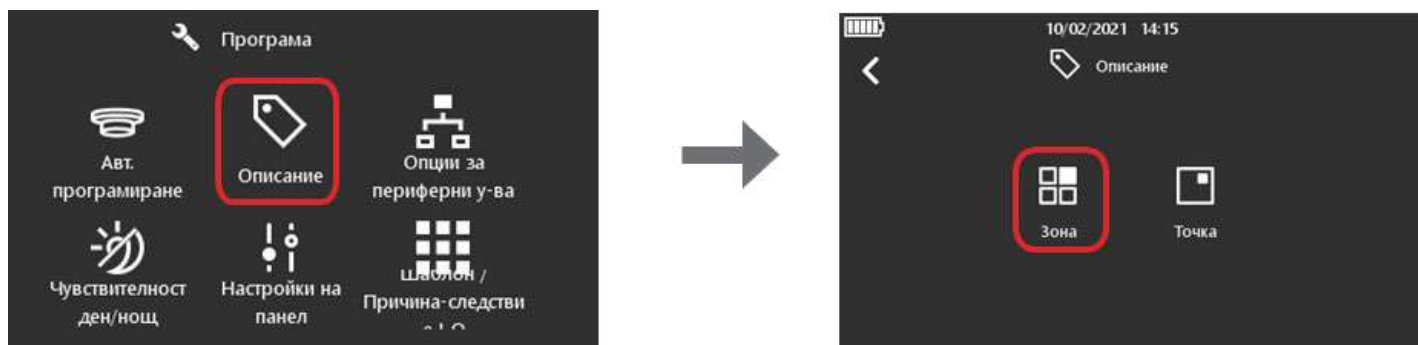 Програма
Авт.
програмиране
Описание
Опции за
периферни у-ва
Чувствителност
ден/нощ
Настройки на
панел
Шаблон /
Причина-следстви
10/02/2021 14:15
Описание
Зона
Точка